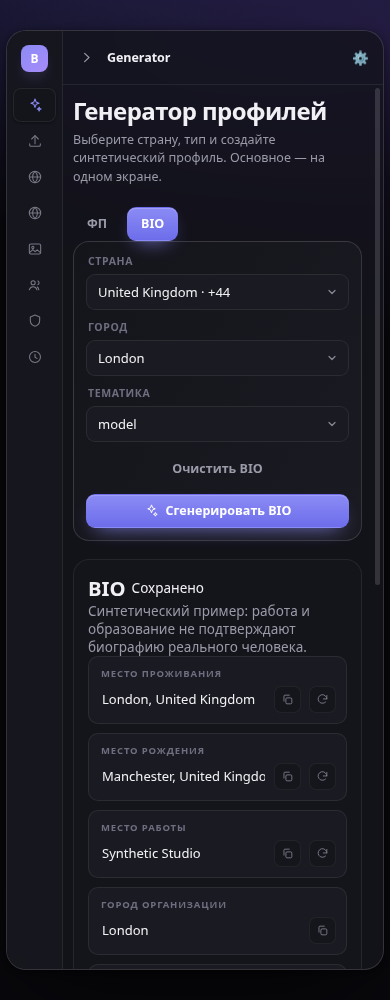 B
Generator
Генератор профилей
Выберите страну, тип и создайте
синтетический профиль. Основное — на
одном экране.
ФП
BIO
СТРАНА
United Kingdom · +44
ГОРОД
London
ТЕМАТИКА
model
Очистить BIO
Сгенерировать BIO
BIO Сохранено
Синтетический пример: работа и
образование не подтверждают
биографию реального человека.
МЕСТО ПРОЖИВАНИЯ
London, United Kingdom
МЕСТО РОЖДЕНИЯ
Manchester, United Kingdo
МЕСТО РАБОТЫ
Synthetic Studio
ГОРОД ОРГАНИЗАЦИИ
London